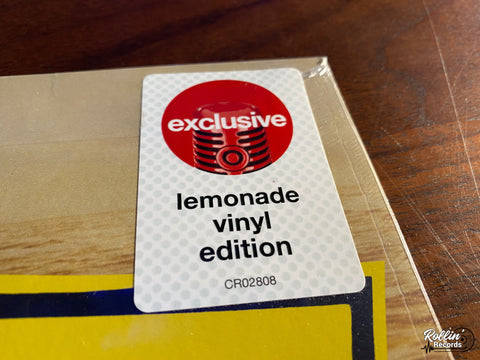 exclusive
lemonade
vinyl
edition
CR02808
Rollin'
Records